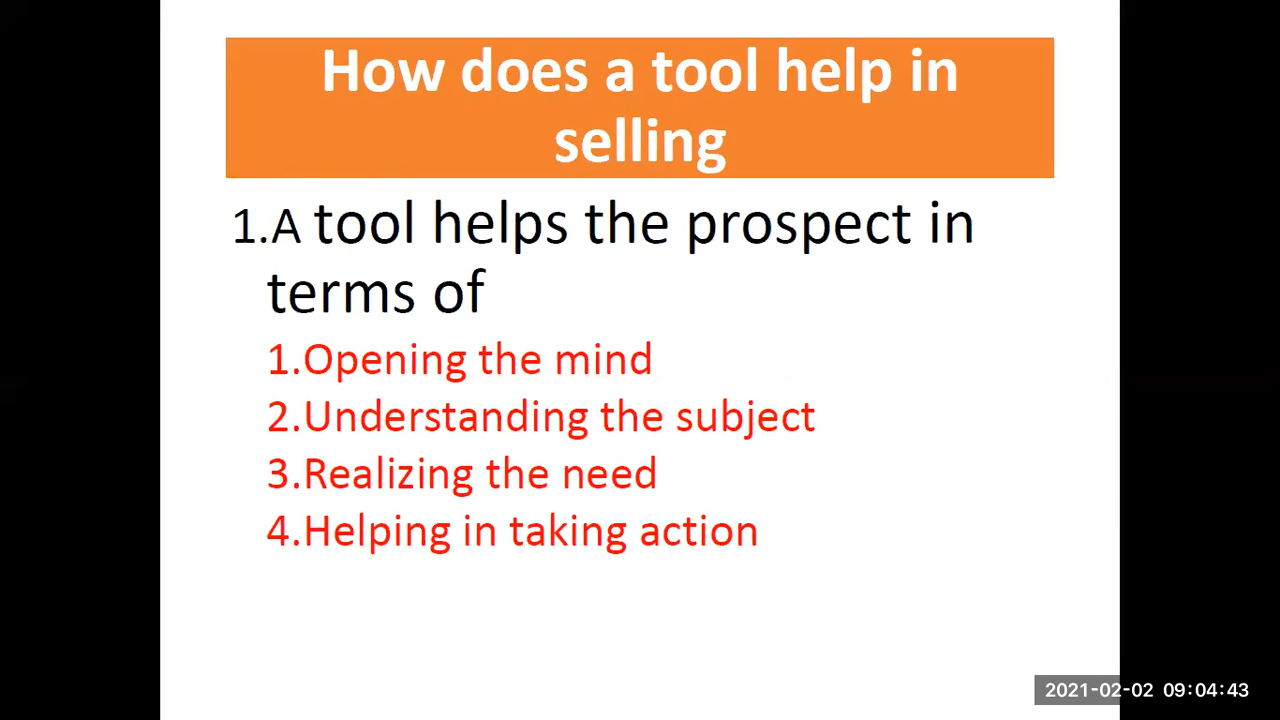 How does a tool help in
selling
1.A tool helps the prospect in
terms of
1.Opening the mind
2.Understanding the subject
3.Realizing the need
4.Helping in taking action
2021-02-02 09:04:43